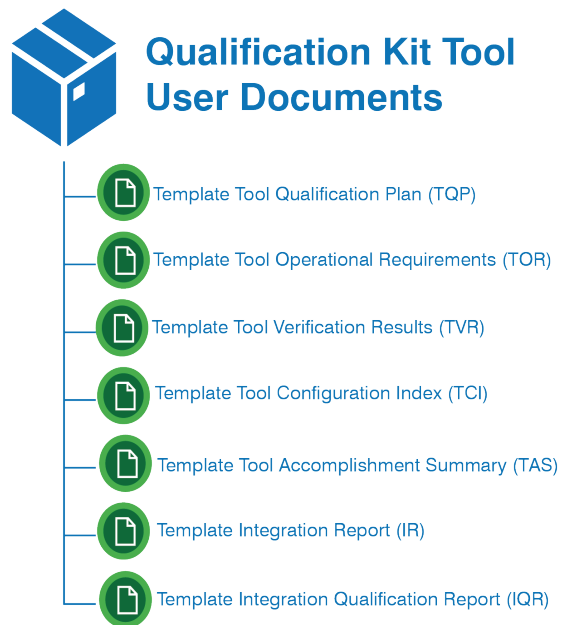 Qualification Kit Tool
User Documents
Template Tool Qualification Plan (TQP)
Template Tool Operational Requirements (TOR)
Template Tool Verification Results (TVR)
Template Tool Configuration Index (TCI)
Template Tool Accomplishment Summary (TAS)
Template Integration Report (IR)
Template Integration Qualification Report (IQR)